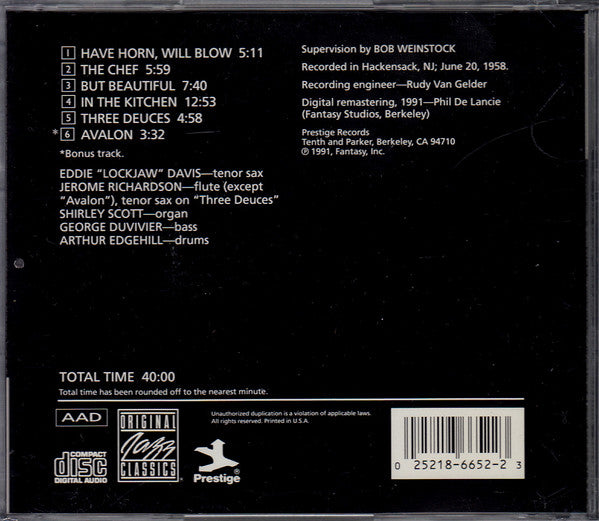 1 HAVE HORN, WILL BLOW 5:11
2 THE CHEF 5:59
3 BUT BEAUTIFUL 7:40
4 IN THE KITCHEN 12:53
5 THREE DEUCES 4:58
*6 AVALON 3:32
*Bonus track.
EDDIE "LOCKJAW" DAVIS—tenor sax
JEROME RICHARDSON—flute (except
"Avalon"), tenor sax on "Three Deuces"
SHIRLEY SCOTT—organ
GEORGE DUVIVIER—bass
ARTHUR EDGEHILL—drums
Supervision by BOB WEINSTOCK
Recorded in Hackensack, NJ; June 20, 1958.
Recording engineer—Rudy Van Gelder
Digital remastering, 1991—Phil De Lancie
(Fantasy Studios, Berkeley)
Prestige Records
Tenth and Parker, Berkeley, CA 94710
℗ 1991, Fantasy, Inc.
TOTAL TIME 40:00
Total time has been rounded off to the nearest minute.
AAD
COMPACT
disc
DIGITAL AUDIO
ORIGINAL
Jazz
CLASSICS
Prestige
Unauthorized duplication is a violation of applicable laws.
All rights reserved. Printed in U.S.A.
0 25218-6652-2 3